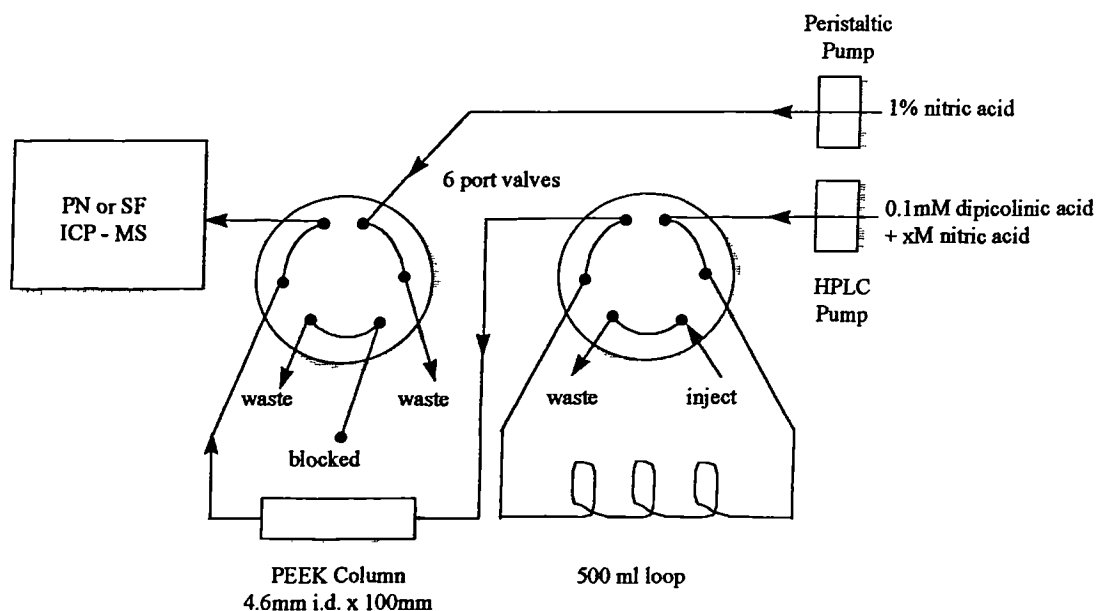 Peristaltic
Pump
1% nitric acid
6 port valves
PN or SF
ICP - MS
0.1mM dipicolinic acid
+ xM nitric acid
HPLC
Pump
waste
waste
blocked
waste
inject
PEEK Column
4.6mm i.d. x 100mm
500 ml loop